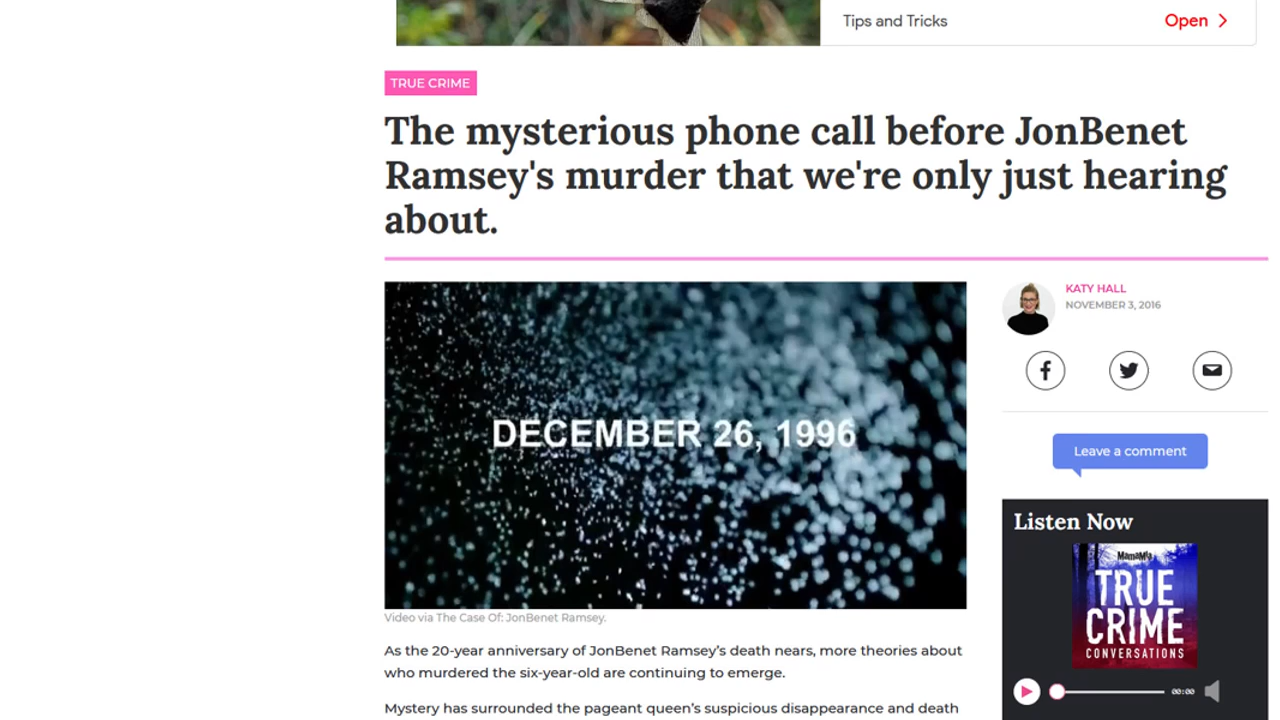 Tips and Tricks
Open
TRUE CRIME
The mysterious phone call before JonBenet
Ramsey's murder that we're only just hearing
about.
DECEMBER 26, 1996
Video via The Case Of: JonBenet Ramsey.
As the 20-year anniversary of JonBenet Ramsey’s death nears, more theories about
who murdered the six-year-old are continuing to emerge.
Mystery has surrounded the pageant queen’s suspicious disappearance and death
KATY HALL
NOVEMBER 3, 2016
Leave a comment
Listen Now
MamaMia
TRUE
CRIME
CONVERSATIONS
00:00